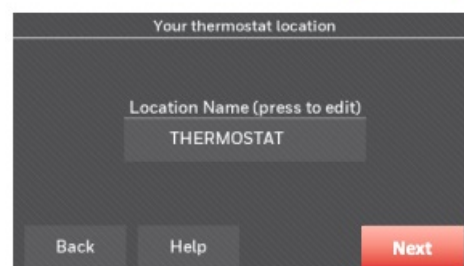 Your thermostat location
Location Name (press to edit)
THERMOSTAT
Back Help Next